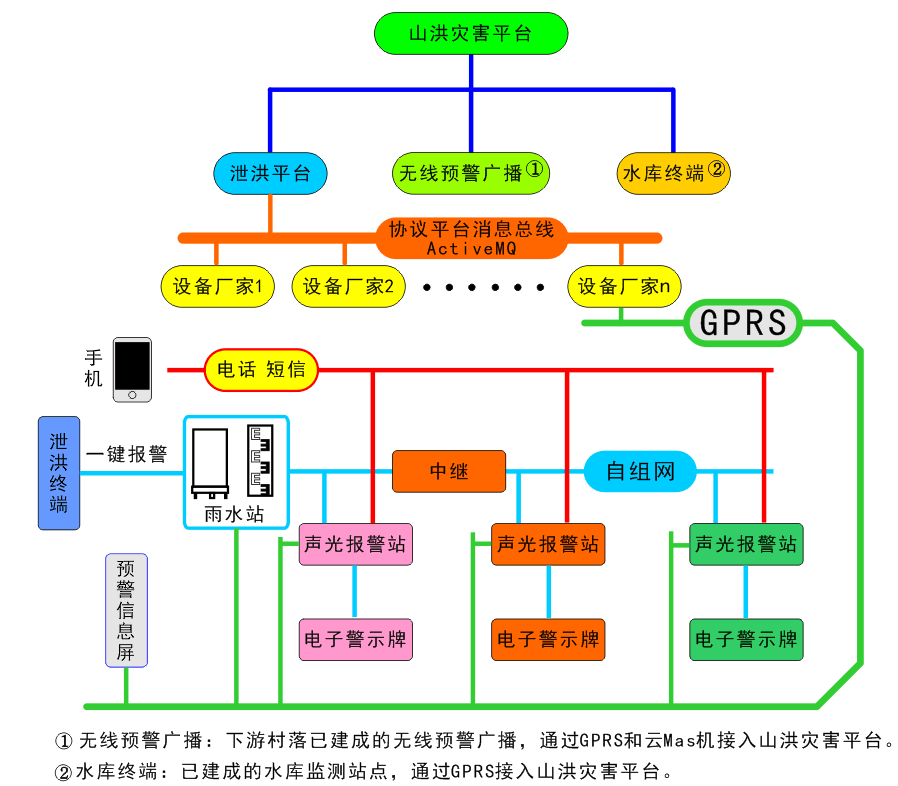 山洪灾害平台
泄洪平台
无线预警广播①
水库终端②
协议平台消息总线
ActiveMQ
设备厂家1
设备厂家2
······
设备厂家n
GPRS
手机
电话 短信
泄洪终端
一键报警
雨水站
中继
自组网
声光报警站
声光报警站
声光报警站
预警信息屏
电子警示牌
电子警示牌
电子警示牌
① 无线预警广播：下游村落已建成的无线预警广播，通过GPRS和云Mas机接入山洪灾害平台。
②水库终端：已建成的水库监测站点，通过GPRS接入山洪灾害平台。